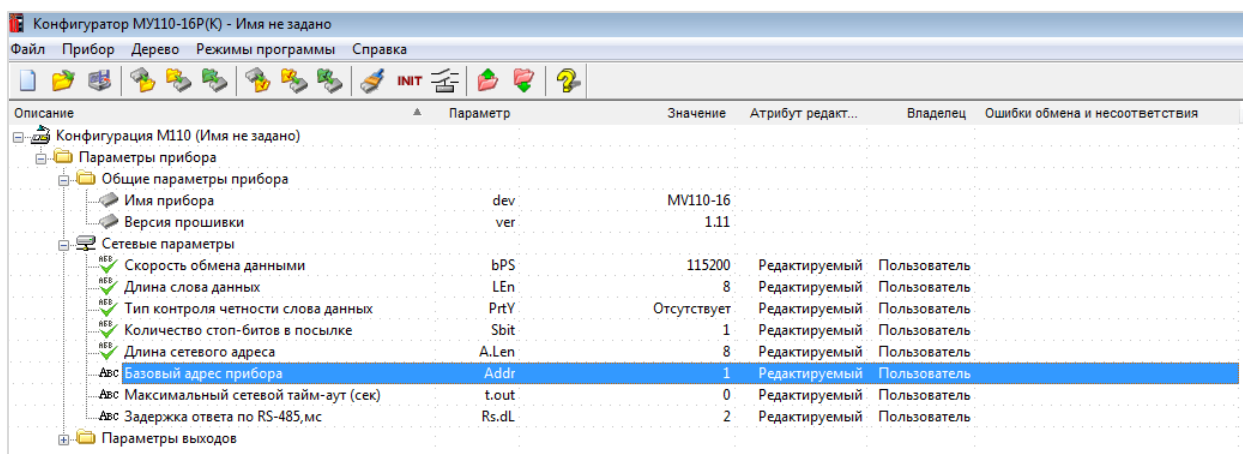 Конфигуратор МУ110-16Р(К) - Имя не задано
Файл Прибор Дерево Режимы программы Справка
INIT
Описание Параметр Значение Атрибут редакт... Владелец Ошибки обмена и несоответствия
Конфигурация М110 (Имя не задано)
Параметры прибора
Общие параметры прибора
Имя прибора dev MV110-16
Версия прошивки ver 1.11
Сетевые параметры
Скорость обмена данными bPS 115200 Редактируемый Пользователь
Длина слова данных LEn 8 Редактируемый Пользователь
Тип контроля четности слова данных PrtY Отсутствует Редактируемый Пользователь
Количество стоп-битов в посылке Sbit 1 Редактируемый Пользователь
Длина сетевого адреса A.Len 8 Редактируемый Пользователь
Авс Базовый адрес прибора Addr 1 Редактируемый Пользователь
Авс Максимальный сетевой тайм-аут (сек) t.out 0 Редактируемый Пользователь
Авс Задержка ответа по RS-485,мс Rs.dL 2 Редактируемый Пользователь
Параметры выходов